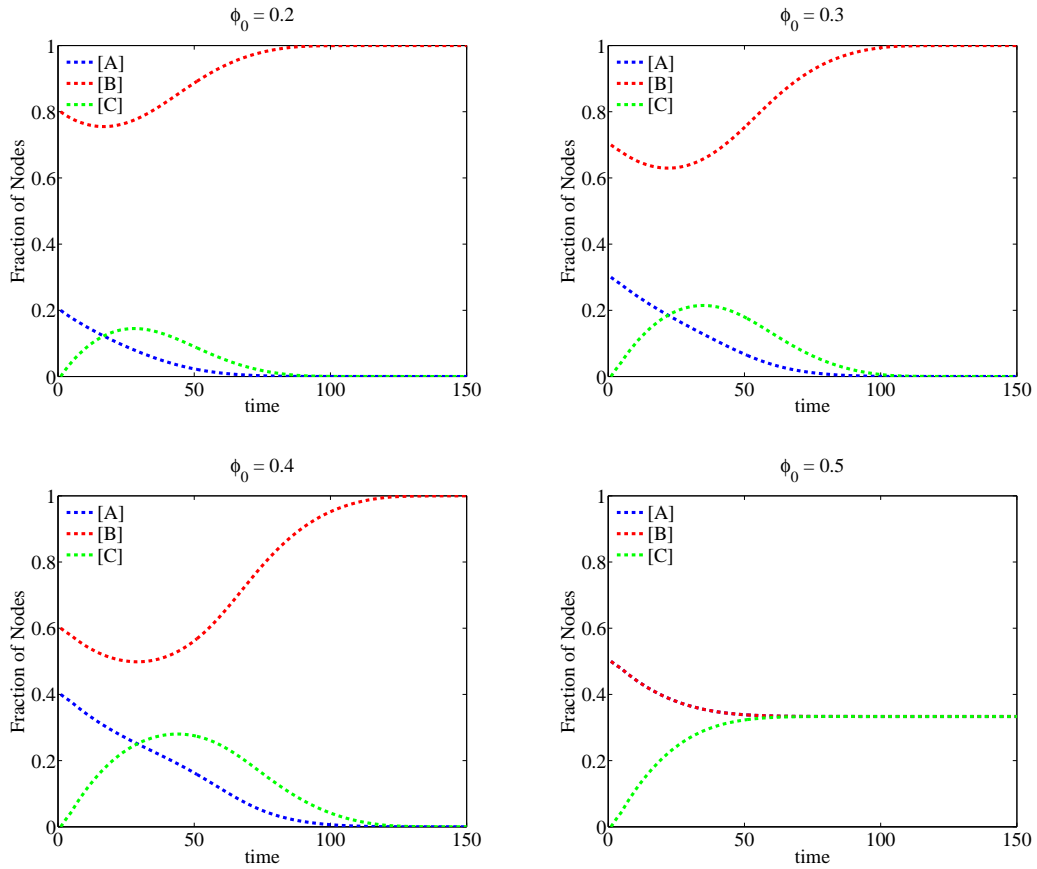 ϕ₀ = 0.2
1
0.8
0.6
0.4
0.2
0
Fraction of Nodes
[A]
[B]
[C]
0 50 100 150
time
ϕ₀ = 0.3
1
0.8
0.6
0.4
0.2
0
Fraction of Nodes
[A]
[B]
[C]
0 50 100 150
time
ϕ₀ = 0.4
1
0.8
0.6
0.4
0.2
0
Fraction of Nodes
[A]
[B]
[C]
0 50 100 150
time
ϕ₀ = 0.5
1
0.8
0.6
0.4
0.2
0
Fraction of Nodes
[A]
[B]
[C]
0 50 100 150
time